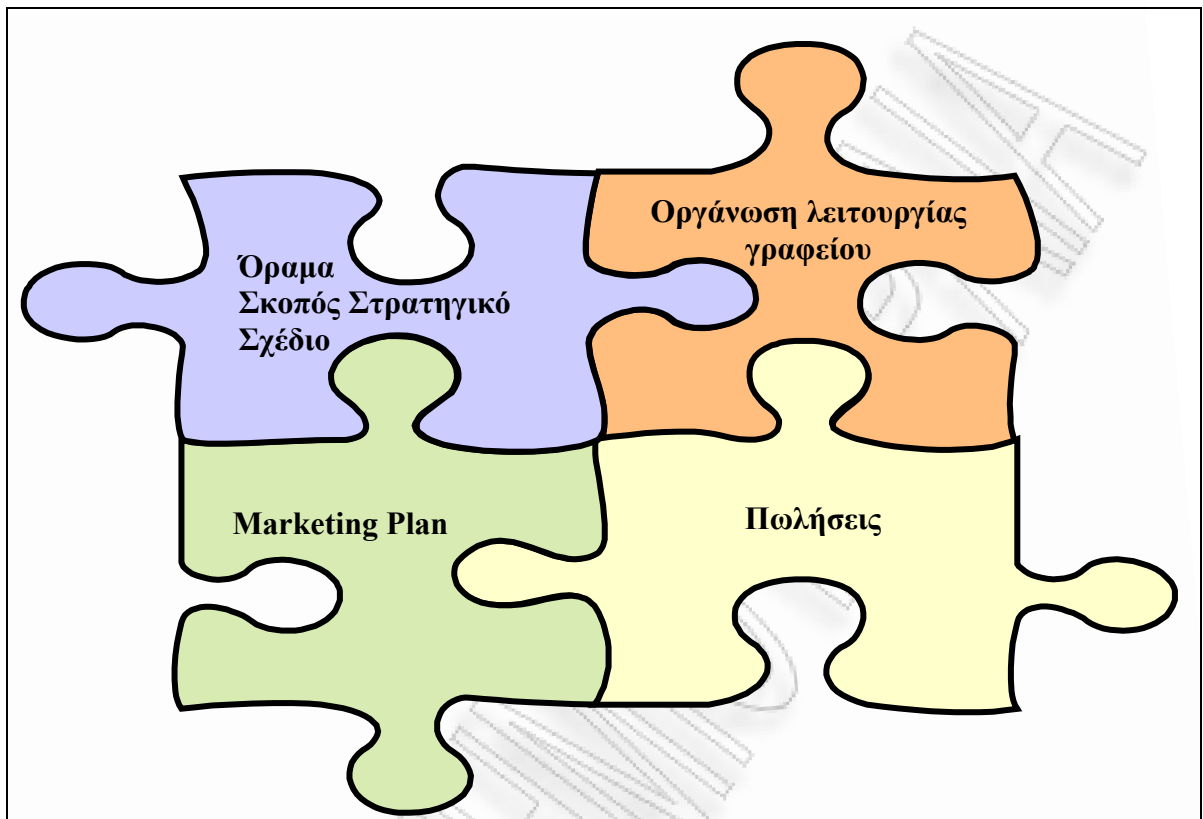 Όραμα
Σκοπός Στρατηγικό
Σχέδιο
Οργάνωση λειτουργίας
γραφείου
Marketing Plan
Πωλήσεις